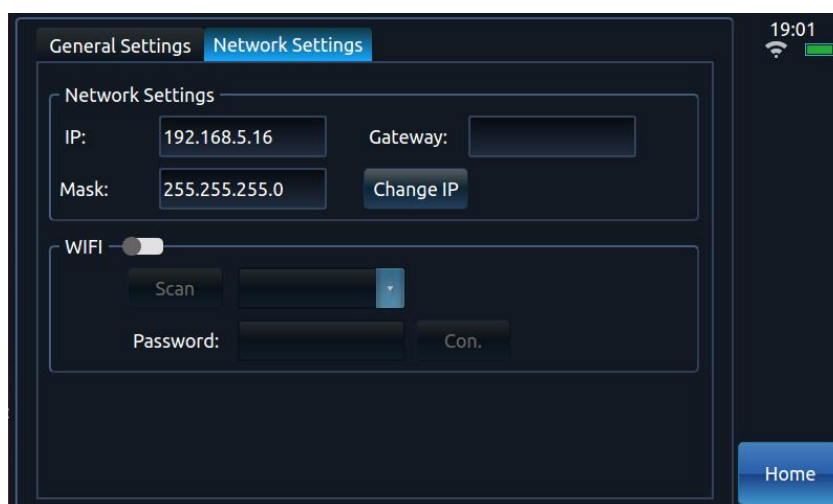 19:01
General Settings Network Settings
Network Settings
IP: 192.168.5.16 Gateway:
Mask: 255.255.255.0 Change IP
WIFI
Scan
Password: Con.
Home